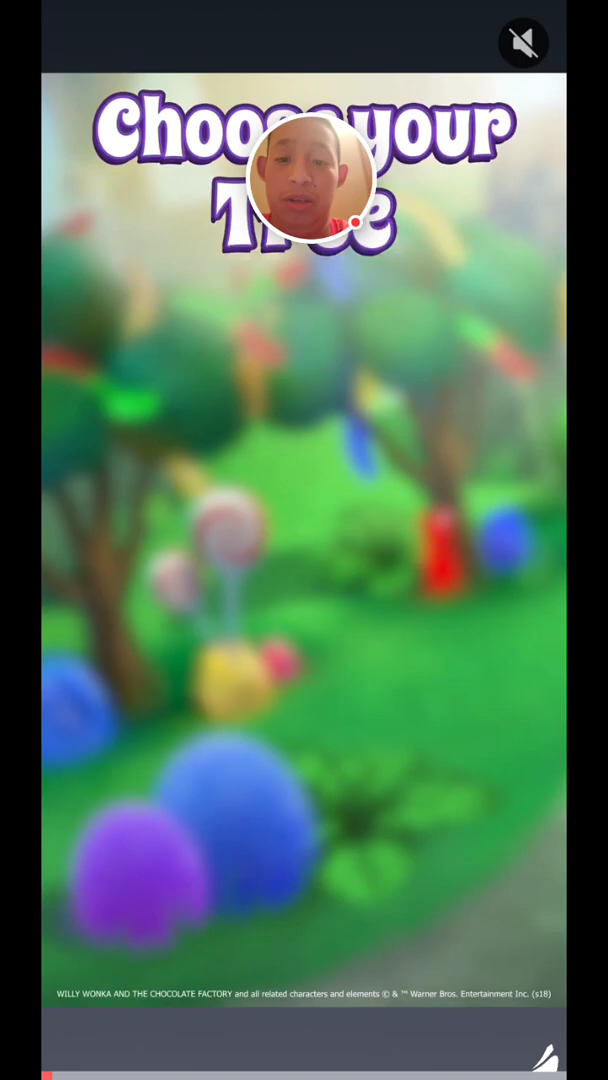 Choose your
Tree
WILLY WONKA AND THE CHOCOLATE FACTORY and all related characters and elements © & ™ Warner Bros. Entertainment Inc. (s18)